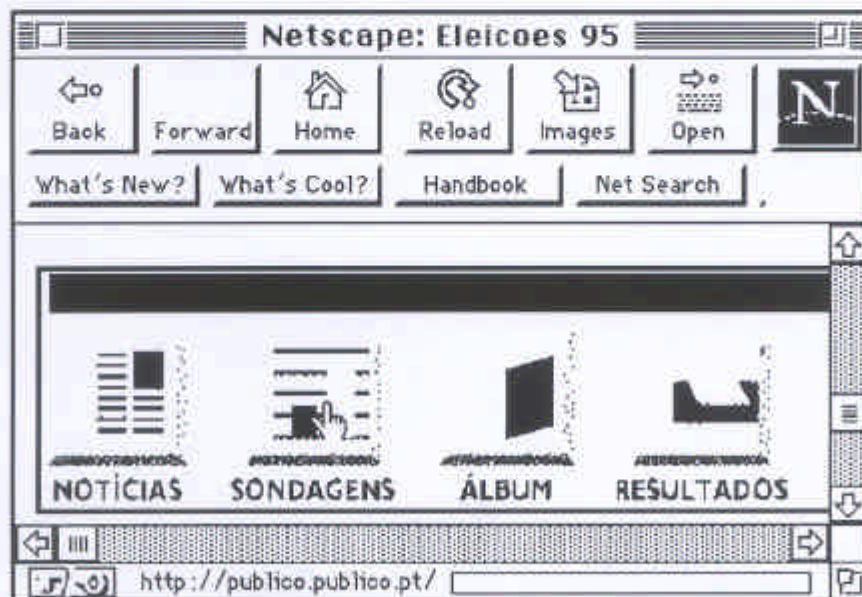 Netscape: Eleicoes 95
Back Forward Home Reload Images Open N
What's New? What's Cool? Handbook Net Search
NOTÍCIAS SONDAGENS ÁLBUM RESULTADOS
http://publico.publico.pt/